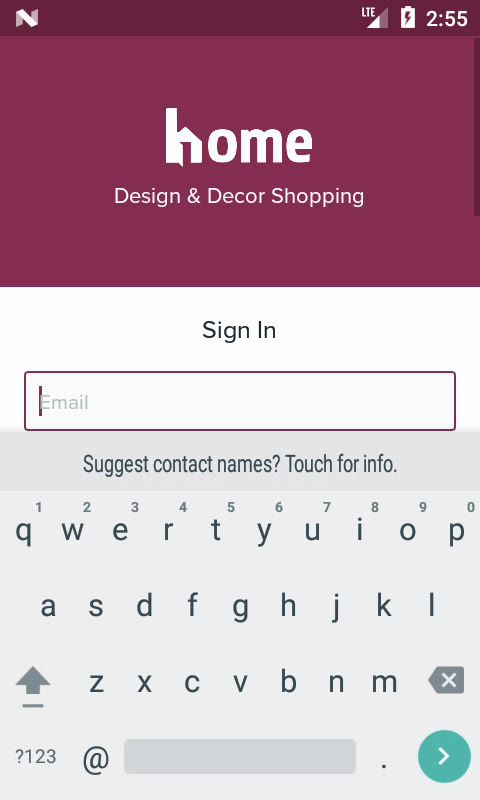 LTE 2:55
home
Design & Decor Shopping
Sign In
Email
Suggest contact names? Touch for info.
1 2 3 4 5 6 7 8 9 0
q w e r t y u i o p
a s d f g h j k l
z x c v b n m
?123 @ .